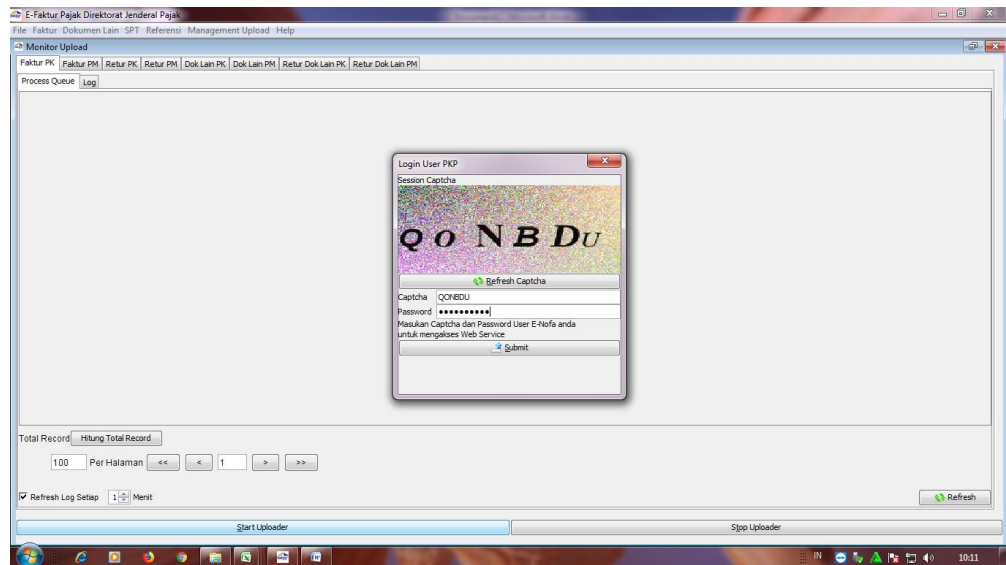 E-Faktur Pajak Direktorat Jenderal Pajak
File Faktur Dokumen Lain SPT Referensi Management Upload Help
Monitor Upload
Faktur PK Faktur PM Retur PK Retur PM Dok Lain PK Dok Lain PM Retur Dok Lain PK Retur Dok Lain PM
Process Queue Log
Login User PKP
Session Captcha
QoNBDU
Refresh Captcha
Captcha QONBDU
Password ••••••••••
Masukan Captcha dan Password User E-Nofa anda
untuk mengakses Web Service
Submit
Total Record Hitung Total Record
100 Per Halaman << < 1 > >>
Refresh Log Setiap 1 Menit
Refresh
Start Uploader Stop Uploader
IN 10:11